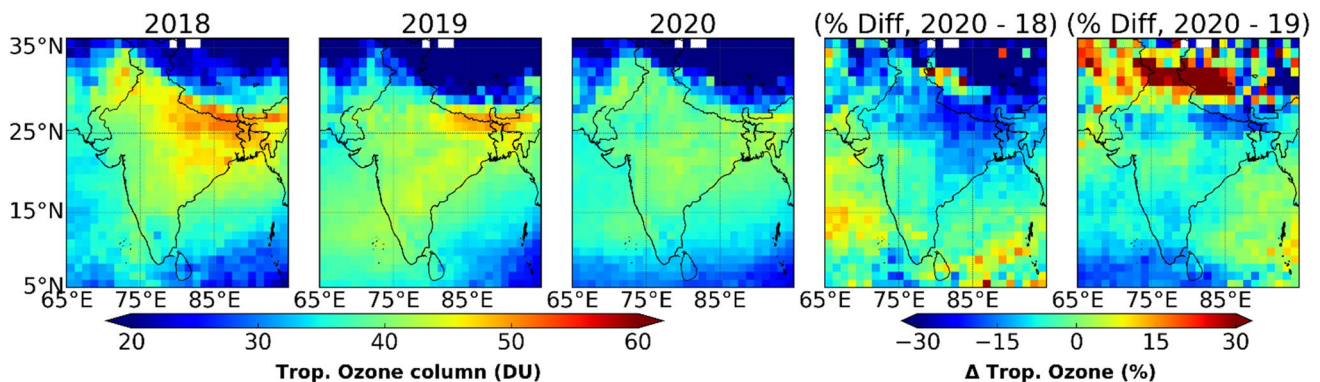 2018 2019 2020 (% Diff, 2020 - 18) (% Diff, 2020 - 19)
35°N
25°N
15°N
5°N
65°E 75°E 85°E 65°E 75°E 85°E 65°E 75°E 85°E 65°E 75°E 85°E 65°E 75°E 85°E
20 30 40 50 60 −30 −15 0 15 30
Trop. Ozone column (DU) Δ Trop. Ozone (%)